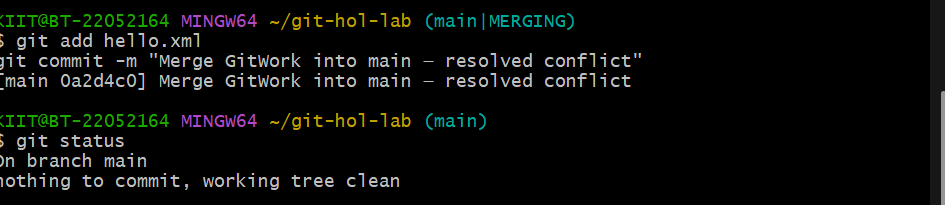 KIIT@BT-22052164 MINGW64 ~/git-hol-lab (main|MERGING)
$ git add hello.xml
git commit -m "Merge GitWork into main – resolved conflict"
[main 0a2d4c0] Merge GitWork into main – resolved conflict
KIIT@BT-22052164 MINGW64 ~/git-hol-lab (main)
$ git status
On branch main
nothing to commit, working tree clean